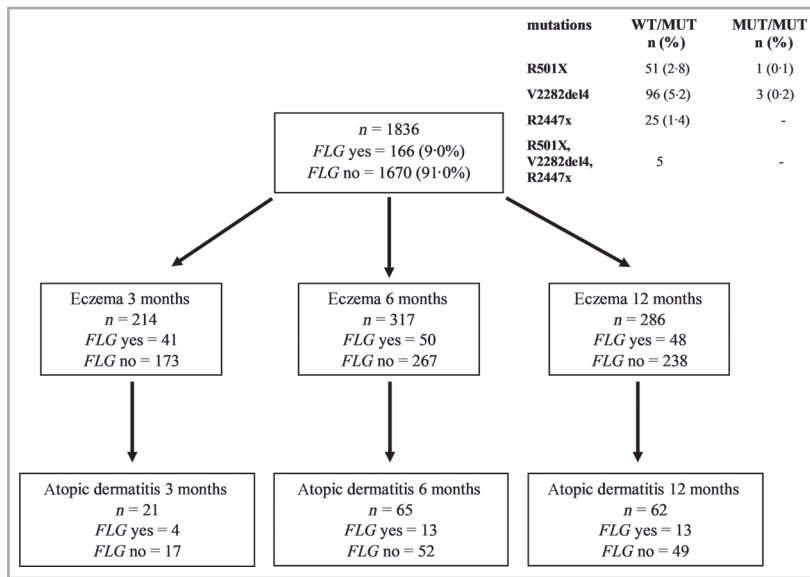 mutations WT/MUT MUT/MUT
n (%) n (%)
R501X 51 (2·8) 1 (0·1)
V2282del4 96 (5·2) 3 (0·2)
R2447x 25 (1·4) -
R501X,
V2282del4, 5 -
R2447x
n = 1836
FLG yes = 166 (9·0%)
FLG no = 1670 (91·0%)
Eczema 3 months
n = 214
FLG yes = 41
FLG no = 173
Eczema 6 months
n = 317
FLG yes = 50
FLG no = 267
Eczema 12 months
n = 286
FLG yes = 48
FLG no = 238
Atopic dermatitis 3 months
n = 21
FLG yes = 4
FLG no = 17
Atopic dermatitis 6 months
n = 65
FLG yes = 13
FLG no = 52
Atopic dermatitis 12 months
n = 62
FLG yes = 13
FLG no = 49